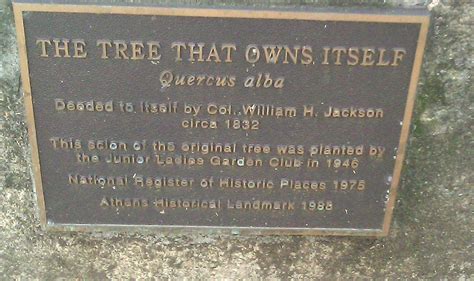 THE TREE THAT OWNS ITSELF
Quercus alba
Deeded to itself by Col. William H. Jackson
circa 1832
This scion of the original tree was planted by
the Junior Ladies Garden Club in 1946
National Register of Historic Places 1975
Athens Historical Landmark 1988